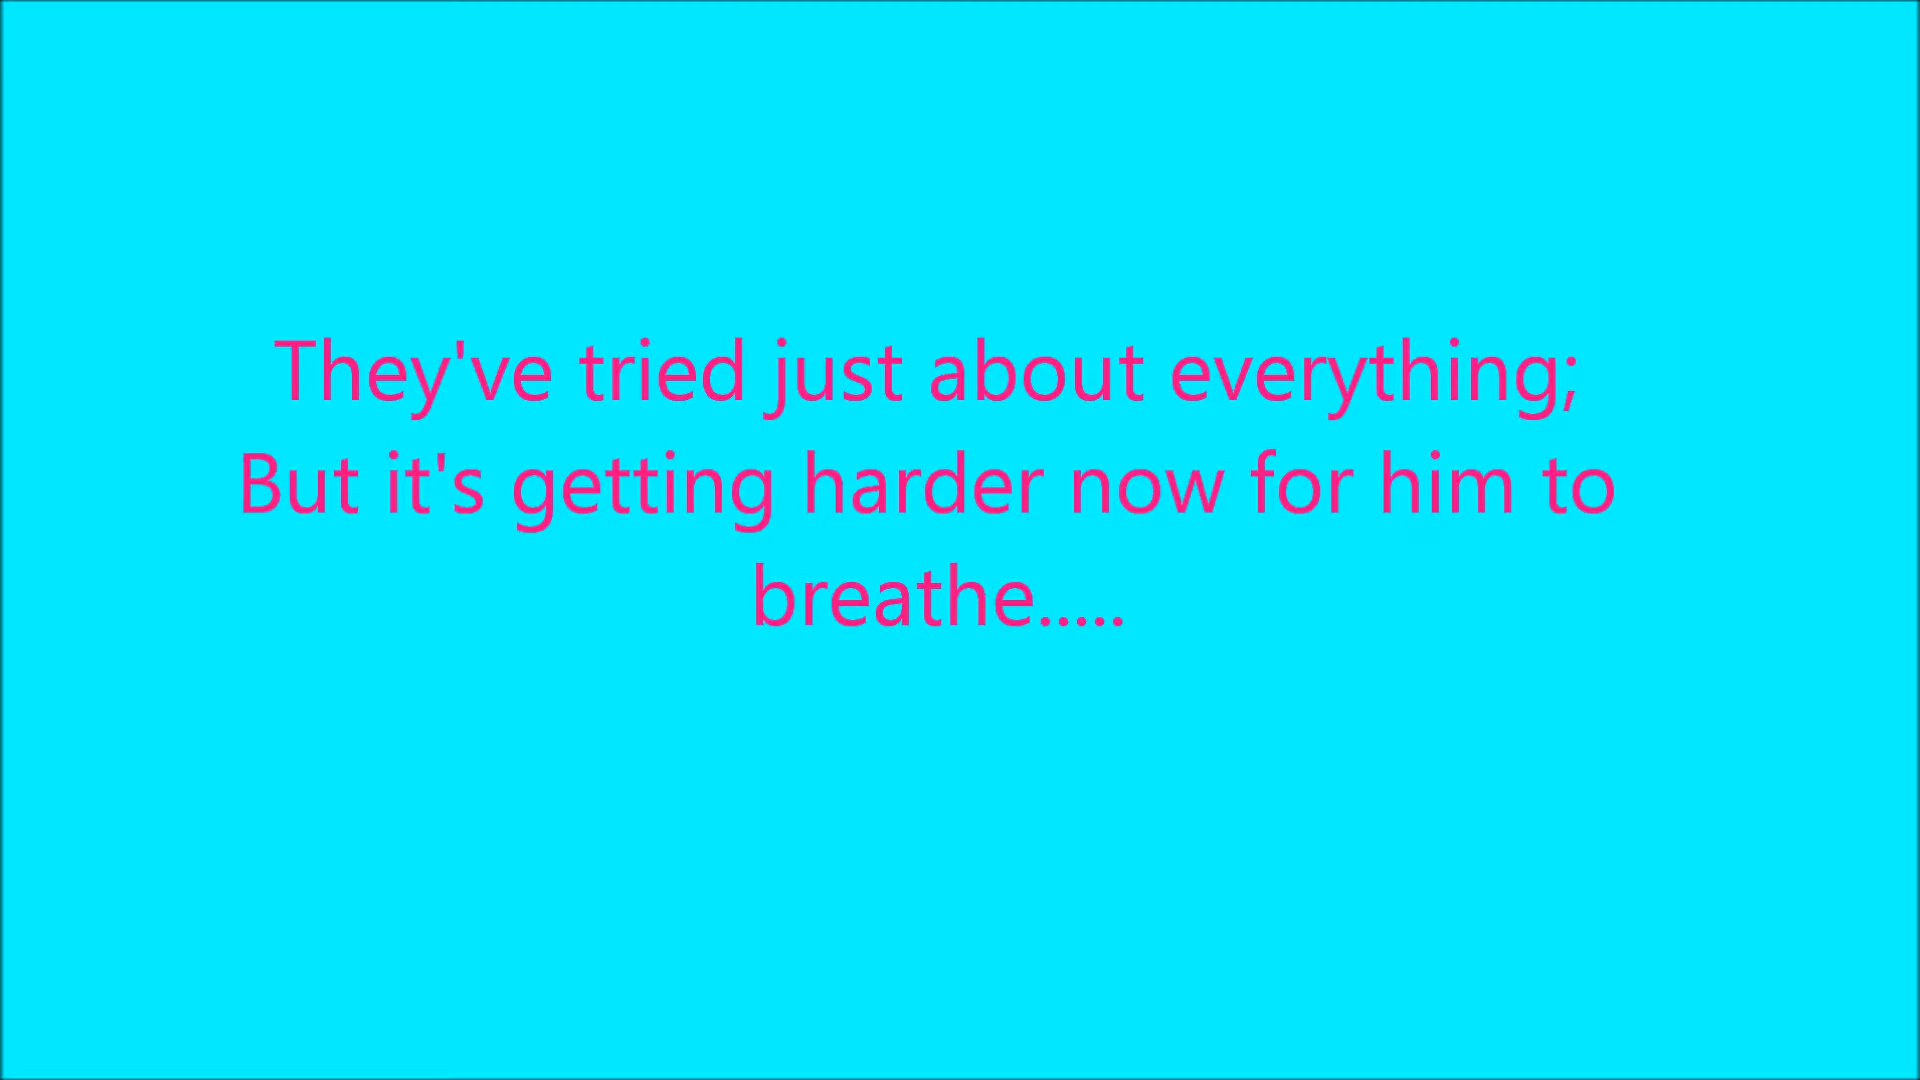 They've tried just about everything;
But it's getting harder now for him to
breathe.....